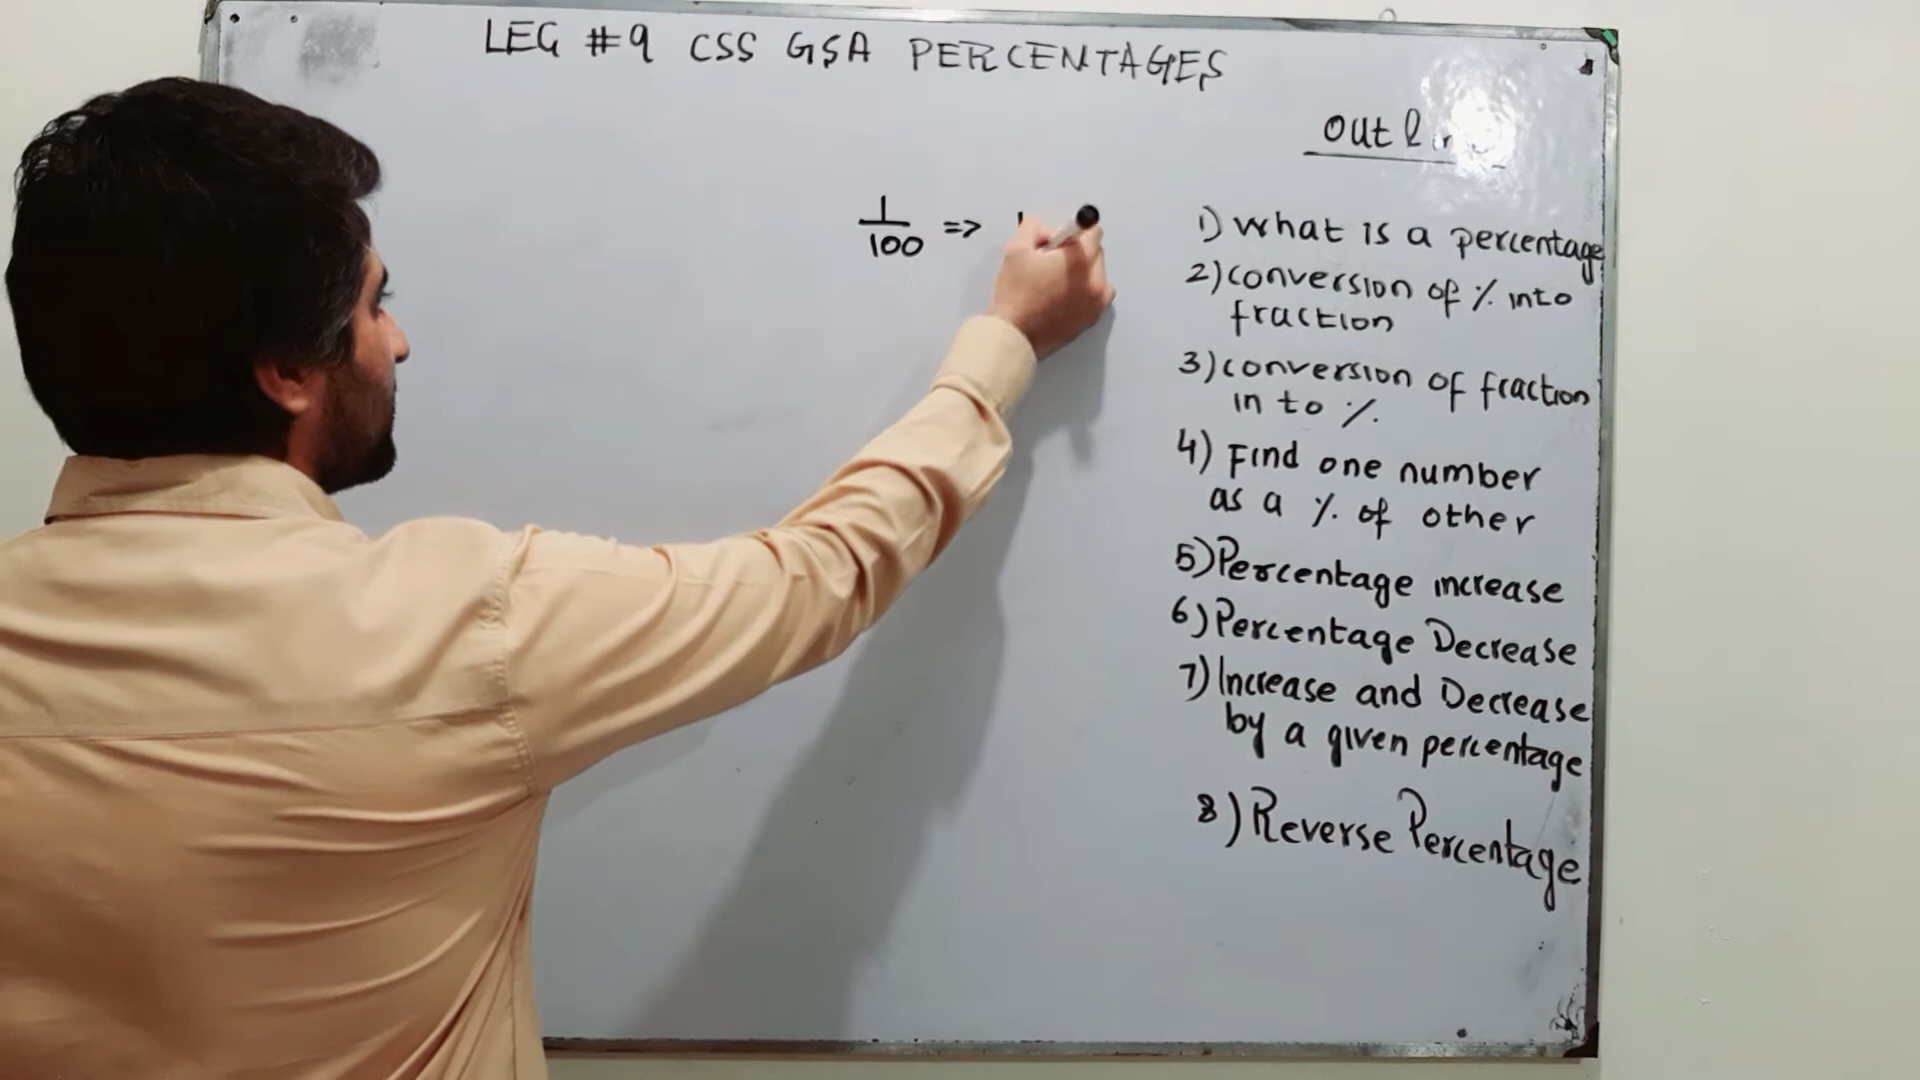 LEC #9 CSS GSA PERCENTAGES
1/100 =>
1) What is a percentage
2) conversion of % into
fraction
3) conversion of fraction
in to %.
4) Find one number
as a % of other
5) Percentage increase
6) Percentage Decrease
7) Increase and Decrease
by a given percentage
8) Reverse Percentage